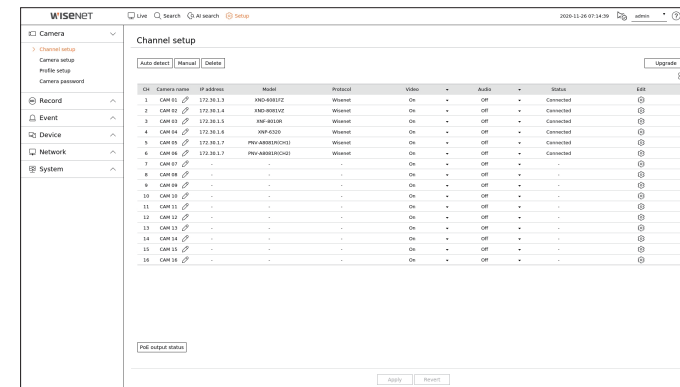 WISENET
Live Search AI search Setup 2020-11-26 07:14:39 admin
Camera
Channel setup
Camera setup
Profile setup
Camera password
Record
Event
Device
Network
System
Channel setup
Auto detect Manual Delete Upgrade
CH Camera name IP address Model Protocol Video Audio Status Edit
1 CAM 01 172.30.1.3 XND-6081FZ Wisenet On Off Connected
2 CAM 02 172.30.1.4 XND-8081VZ Wisenet On Off Connected
3 CAM 03 172.30.1.5 XNF-8010R Wisenet On Off Connected
4 CAM 04 172.30.1.6 XNP-6320 Wisenet On Off Connected
5 CAM 05 172.30.1.7 PNV-A8081R(CH1) Wisenet On Off Connected
6 CAM 06 172.30.1.7 PNV-A8081R(CH2) Wisenet On Off Connected
7 CAM 07 - - - On Off -
8 CAM 08 - - - On Off -
9 CAM 09 - - - On Off -
10 CAM 10 - - - On Off -
11 CAM 11 - - - On Off -
12 CAM 12 - - - On Off -
13 CAM 13 - - - On Off -
14 CAM 14 - - - On Off -
15 CAM 15 - - - On Off -
16 CAM 16 - - - On Off -
PoE output status
Apply Revert